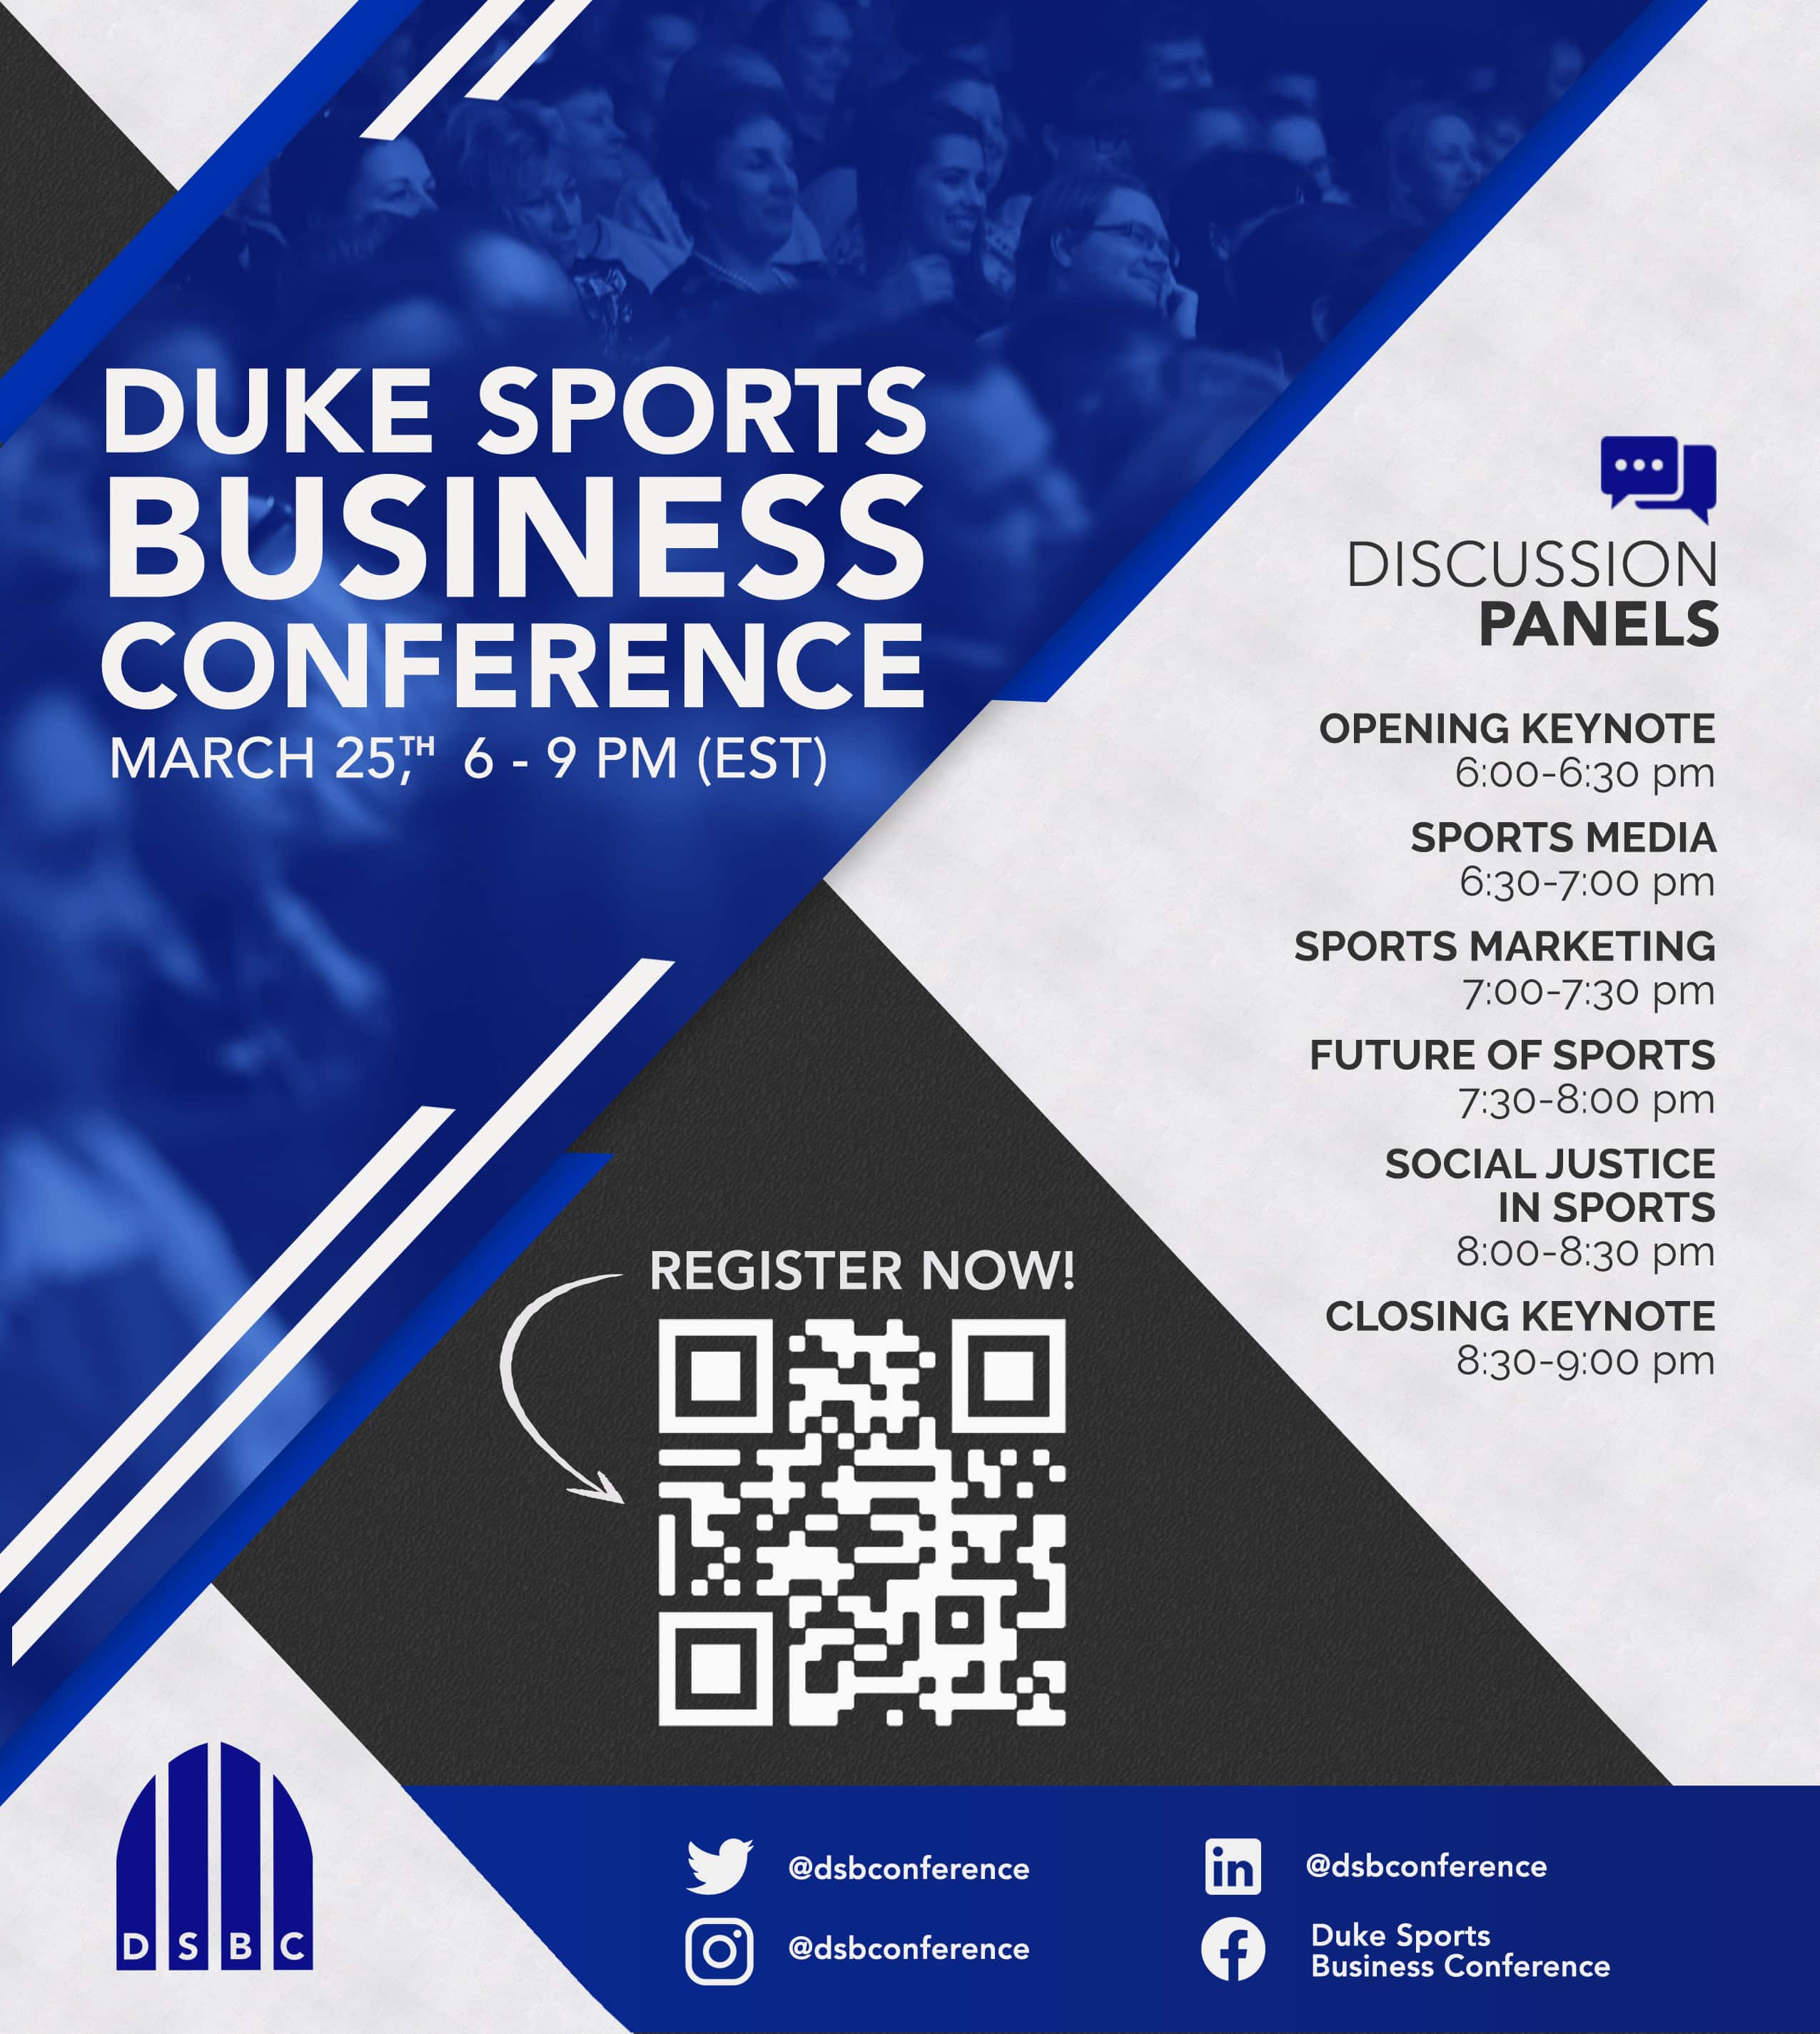 DUKE SPORTS
BUSINESS
CONFERENCE
MARCH 25,TH 6 - 9 PM (EST)
DISCUSSION
PANELS
OPENING KEYNOTE
6:00-6:30 pm
SPORTS MEDIA
6:30-7:00 pm
SPORTS MARKETING
7:00-7:30 pm
FUTURE OF SPORTS
7:30-8:00 pm
SOCIAL JUSTICE
IN SPORTS
8:00-8:30 pm
CLOSING KEYNOTE
8:30-9:00 pm
REGISTER NOW!
D S B C
@dsbconference
@dsbconference
in
@dsbconference
Duke Sports
Business Conference